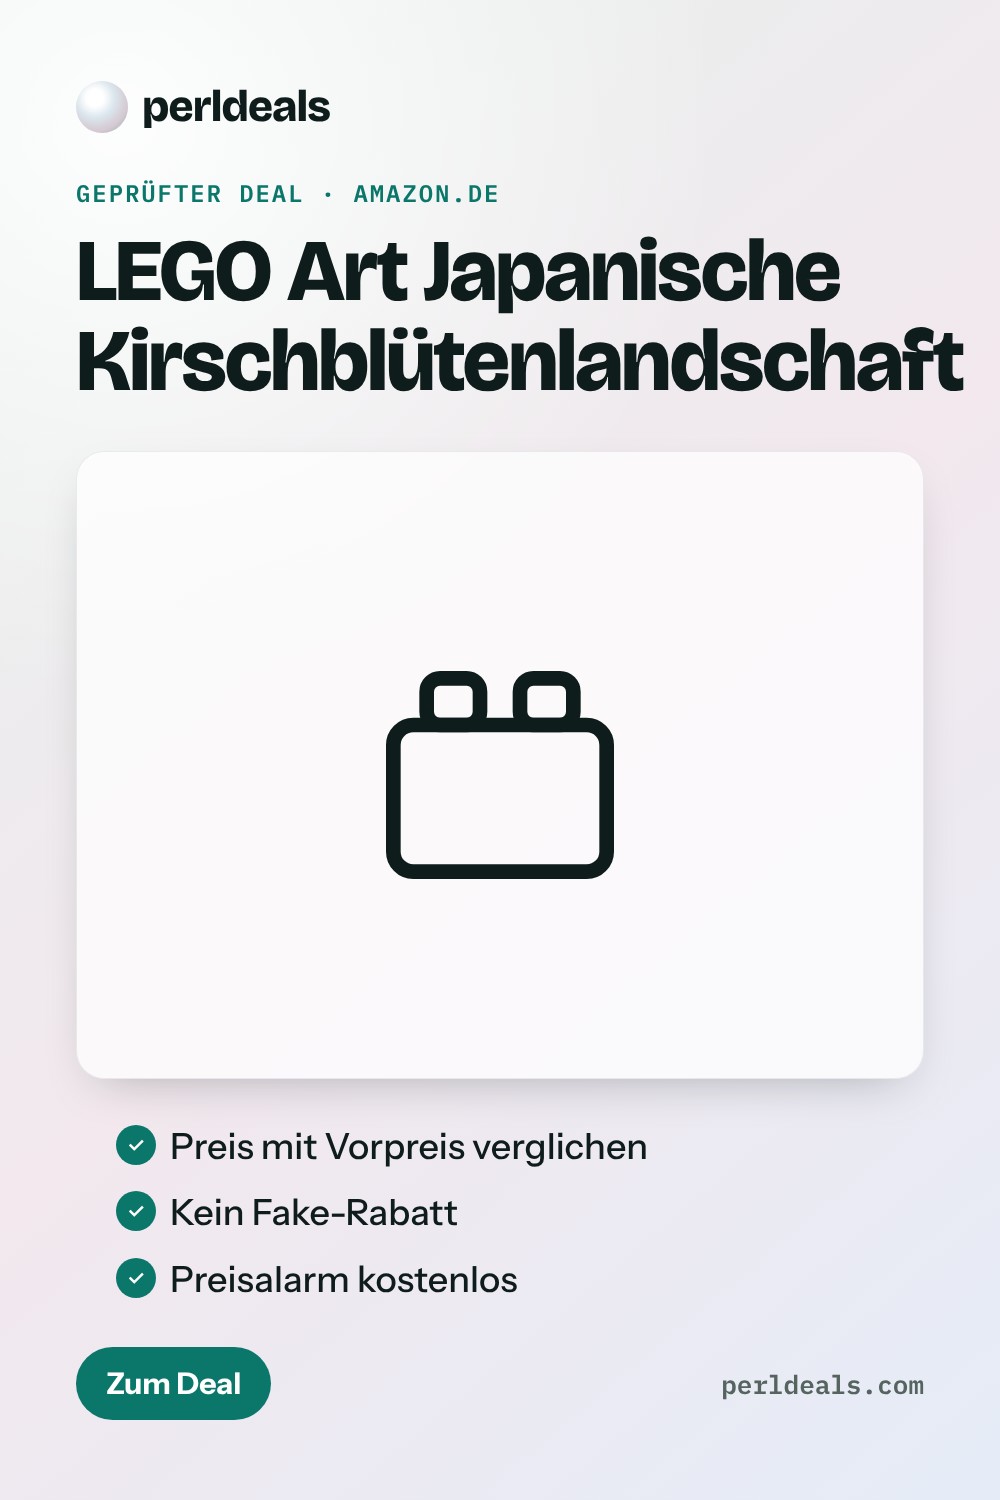 perldeals
GEPRÜFTER DEAL · AMAZON.DE
LEGO Art Japanische
Kirschblütenlandschaft
Preis mit Vorpreis verglichen
Kein Fake-Rabatt
Preisalarm kostenlos
Zum Deal
perldeals.com